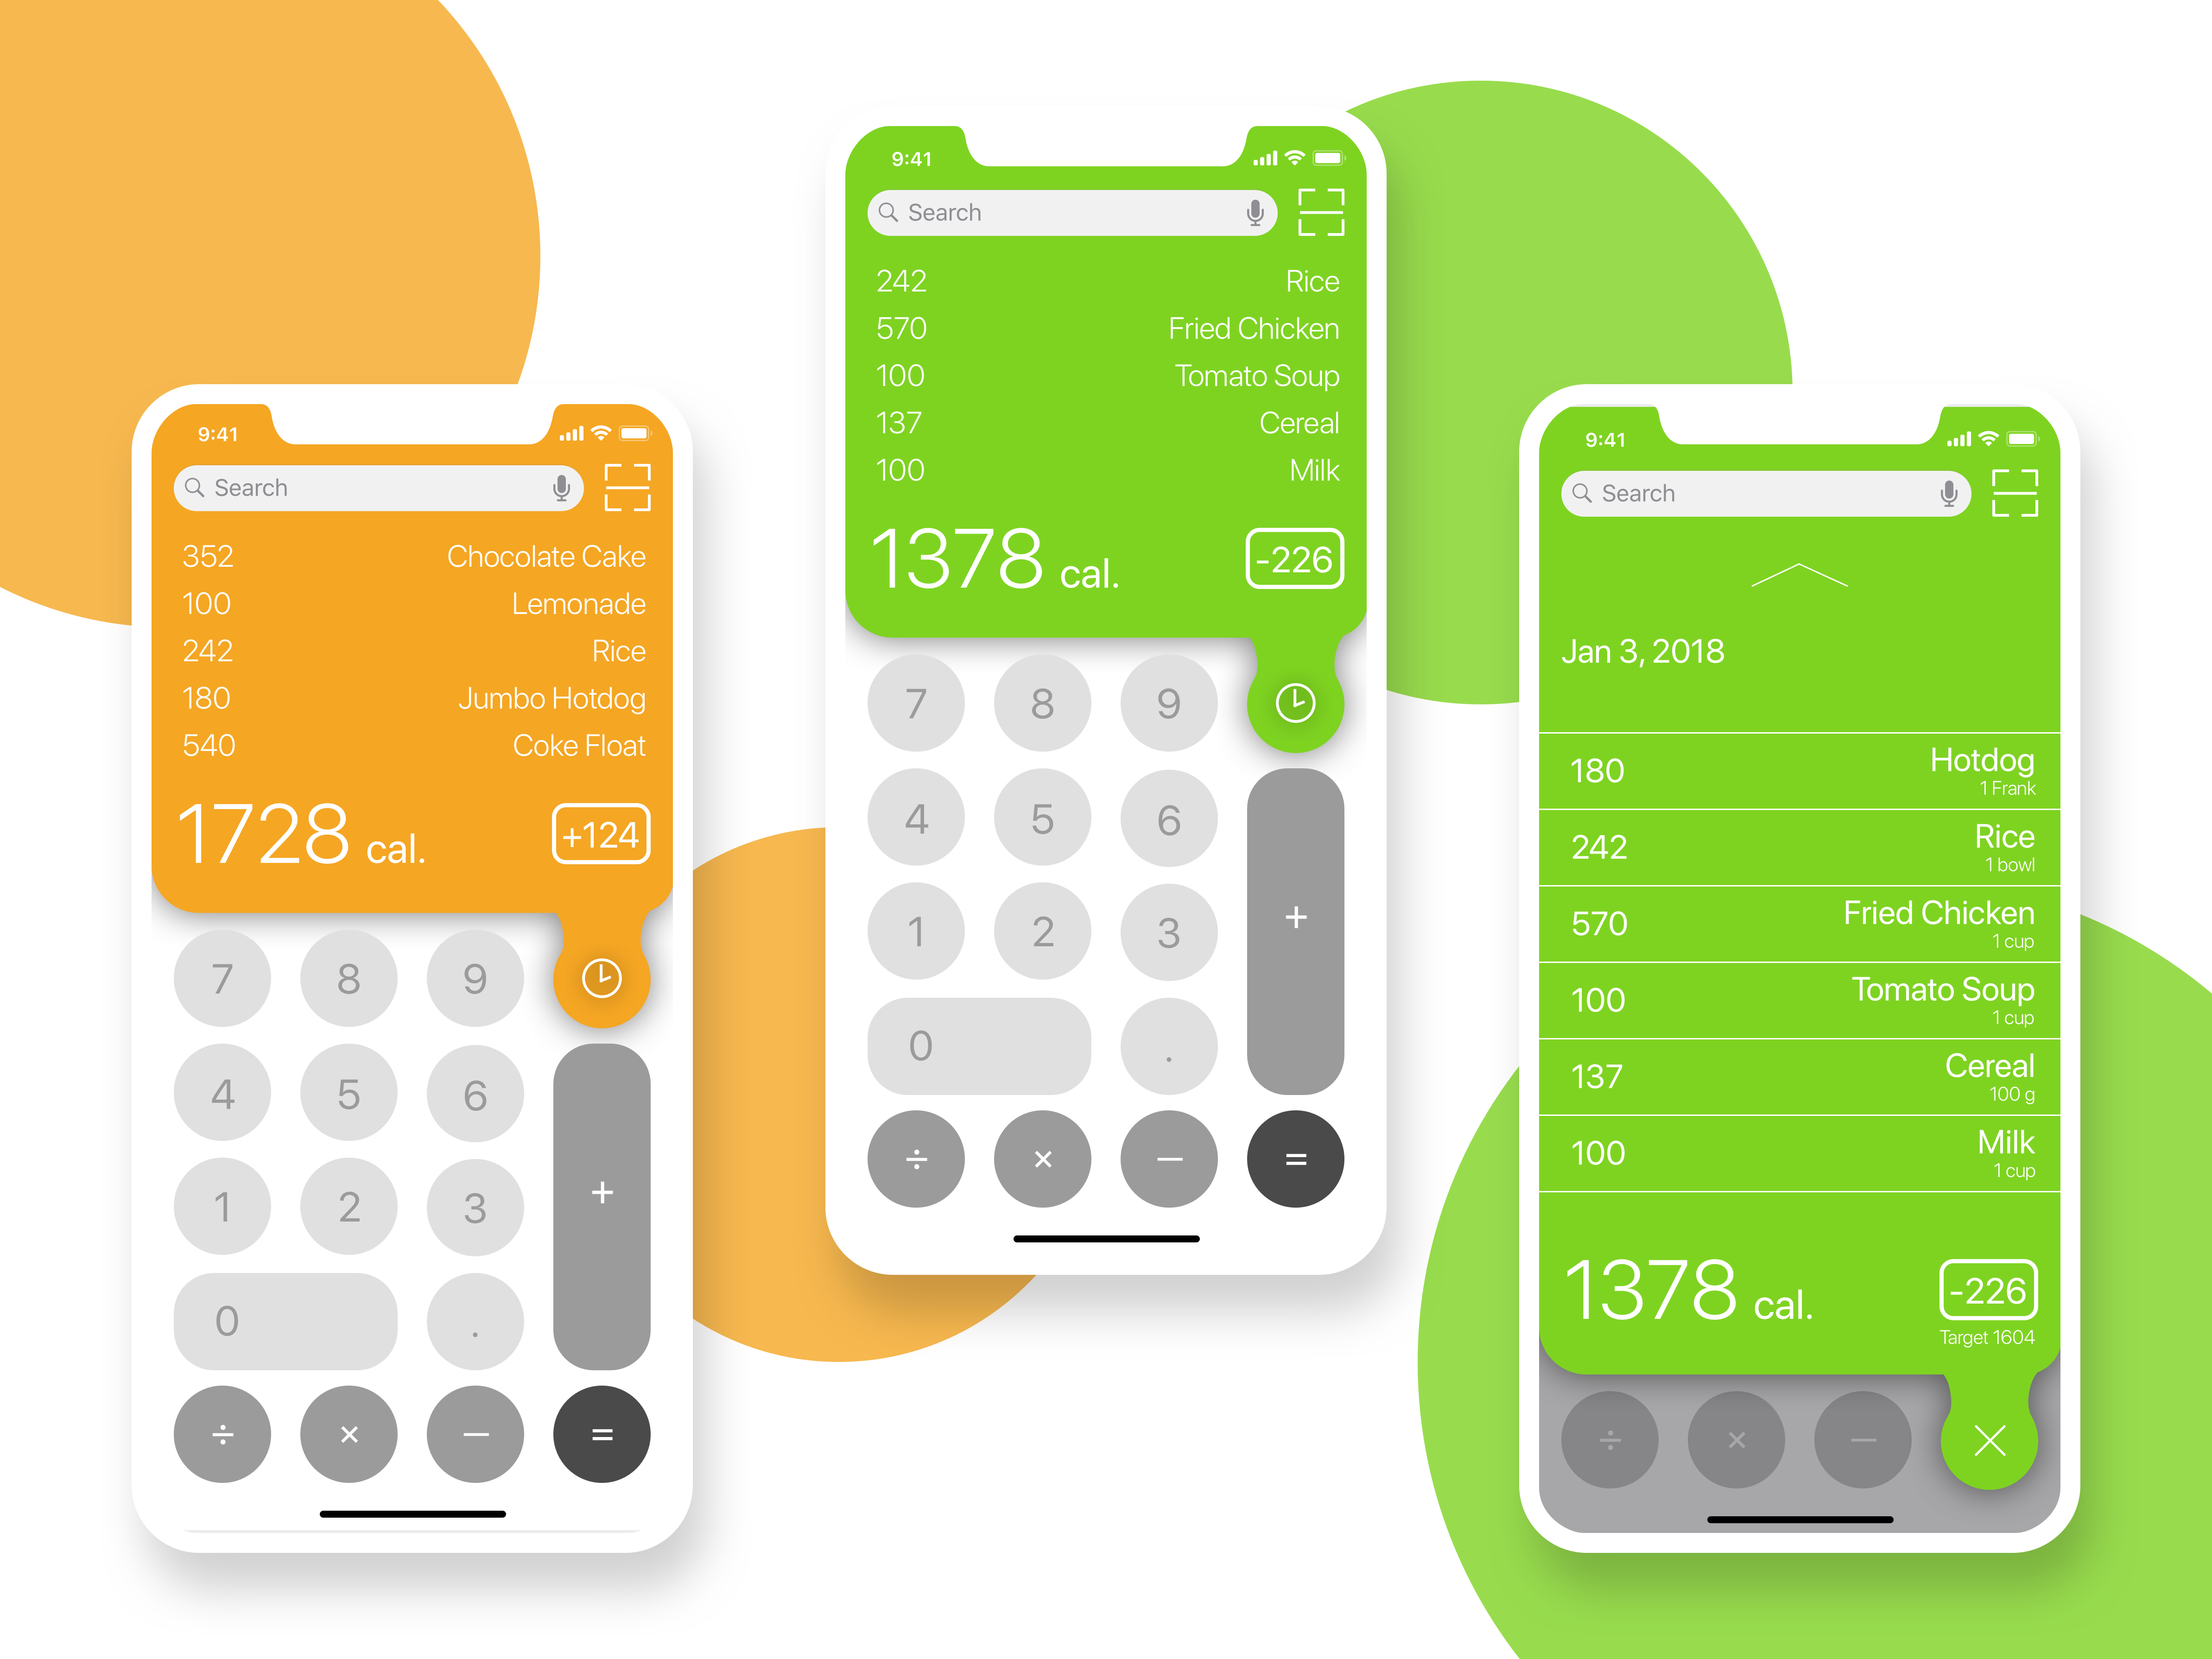 9:41
Search
352 Chocolate Cake
100 Lemonade
242 Rice
180 Jumbo Hotdog
540 Coke Float
1728 cal. +124
7 8 9
4 5 6
1 2 3 +
0 .
÷ × − =
9:41
Search
242 Rice
570 Fried Chicken
100 Tomato Soup
137 Cereal
100 Milk
1378 cal. -226
7 8 9
4 5 6
1 2 3 +
0 .
÷ × − =
9:41
Search
Jan 3, 2018
180 Hotdog
1 Frank
242 Rice
1 bowl
570 Fried Chicken
1 cup
100 Tomato Soup
1 cup
137 Cereal
100 g
100 Milk
1 cup
1378 cal. -226
Target 1604
÷ × −